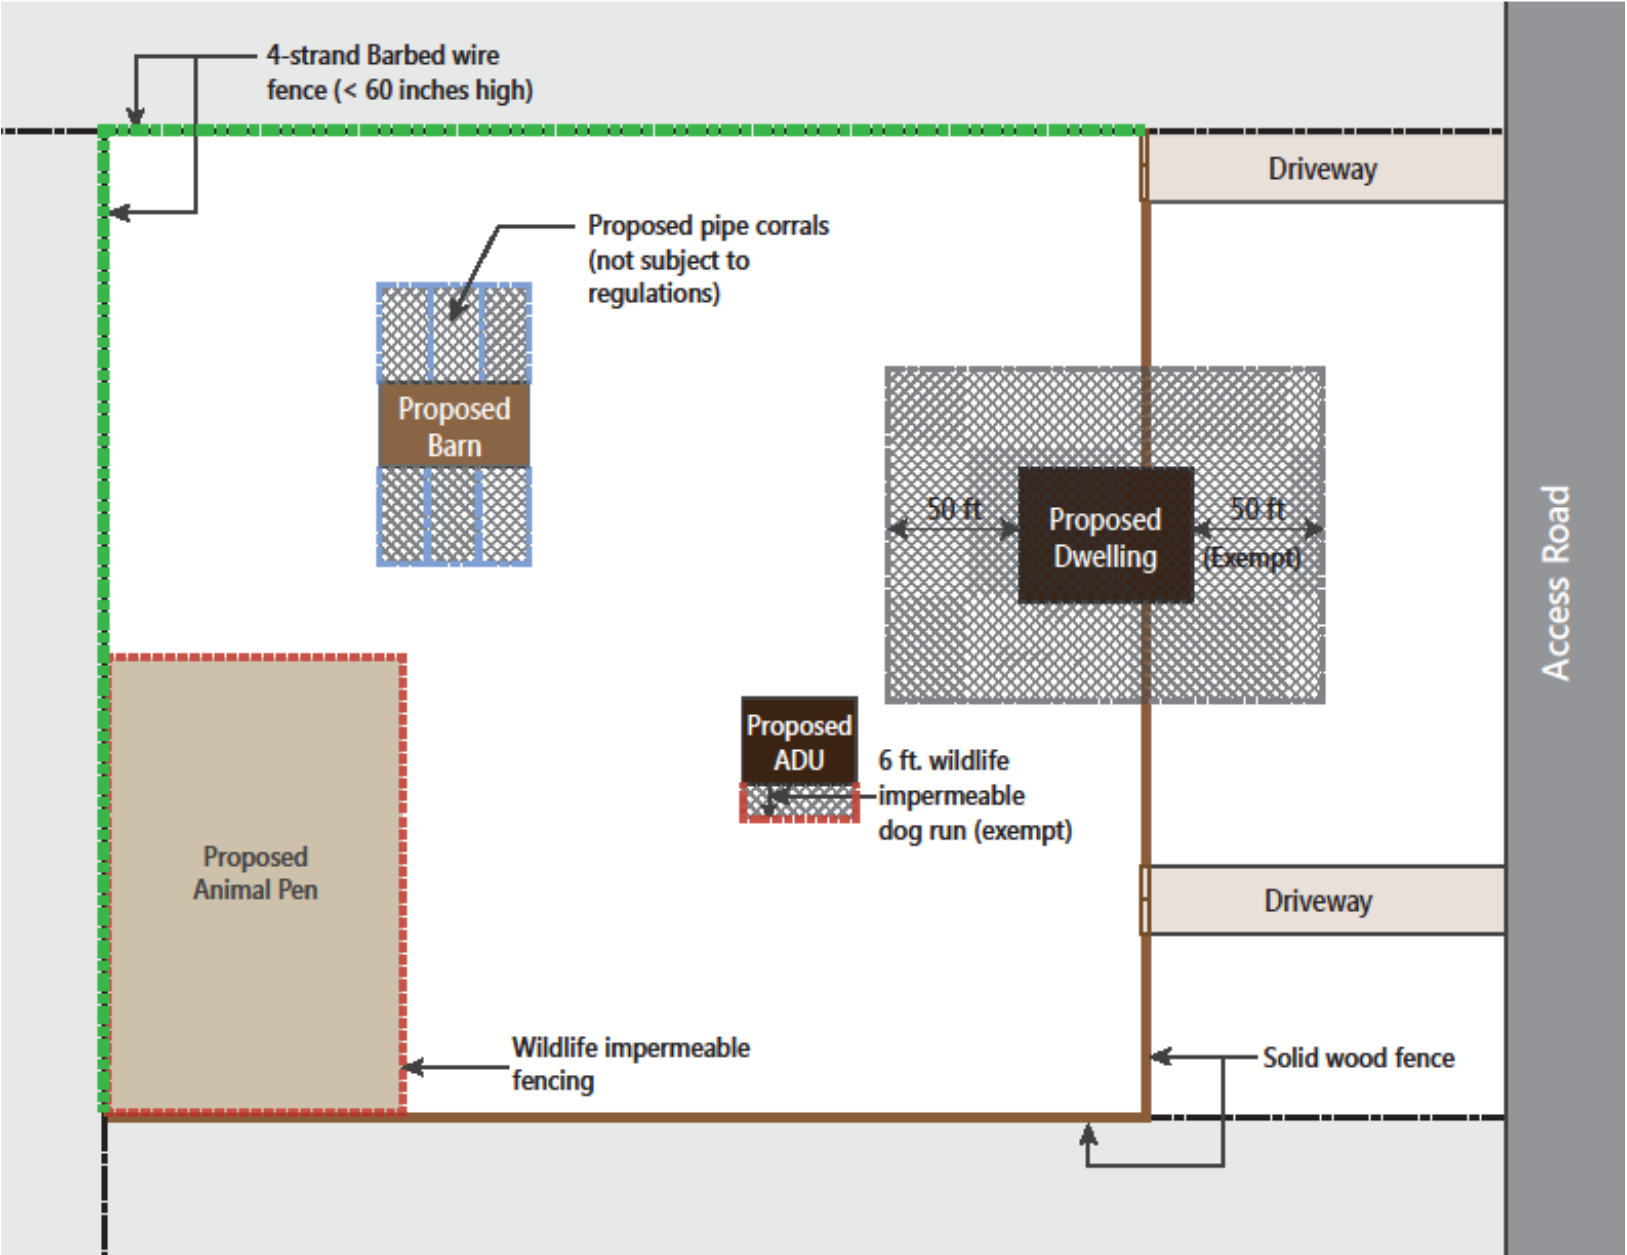 4-strand Barbed wire
fence (< 60 inches high)
Driveway
Proposed pipe corrals
(not subject to
regulations)
Proposed
Barn
50 ft
Proposed
Dwelling
50 ft
(Exempt)
Access Road
Proposed
ADU
6 ft. wildlife
impermeable
dog run (exempt)
Proposed
Animal Pen
Driveway
Wildlife impermeable
fencing
Solid wood fence